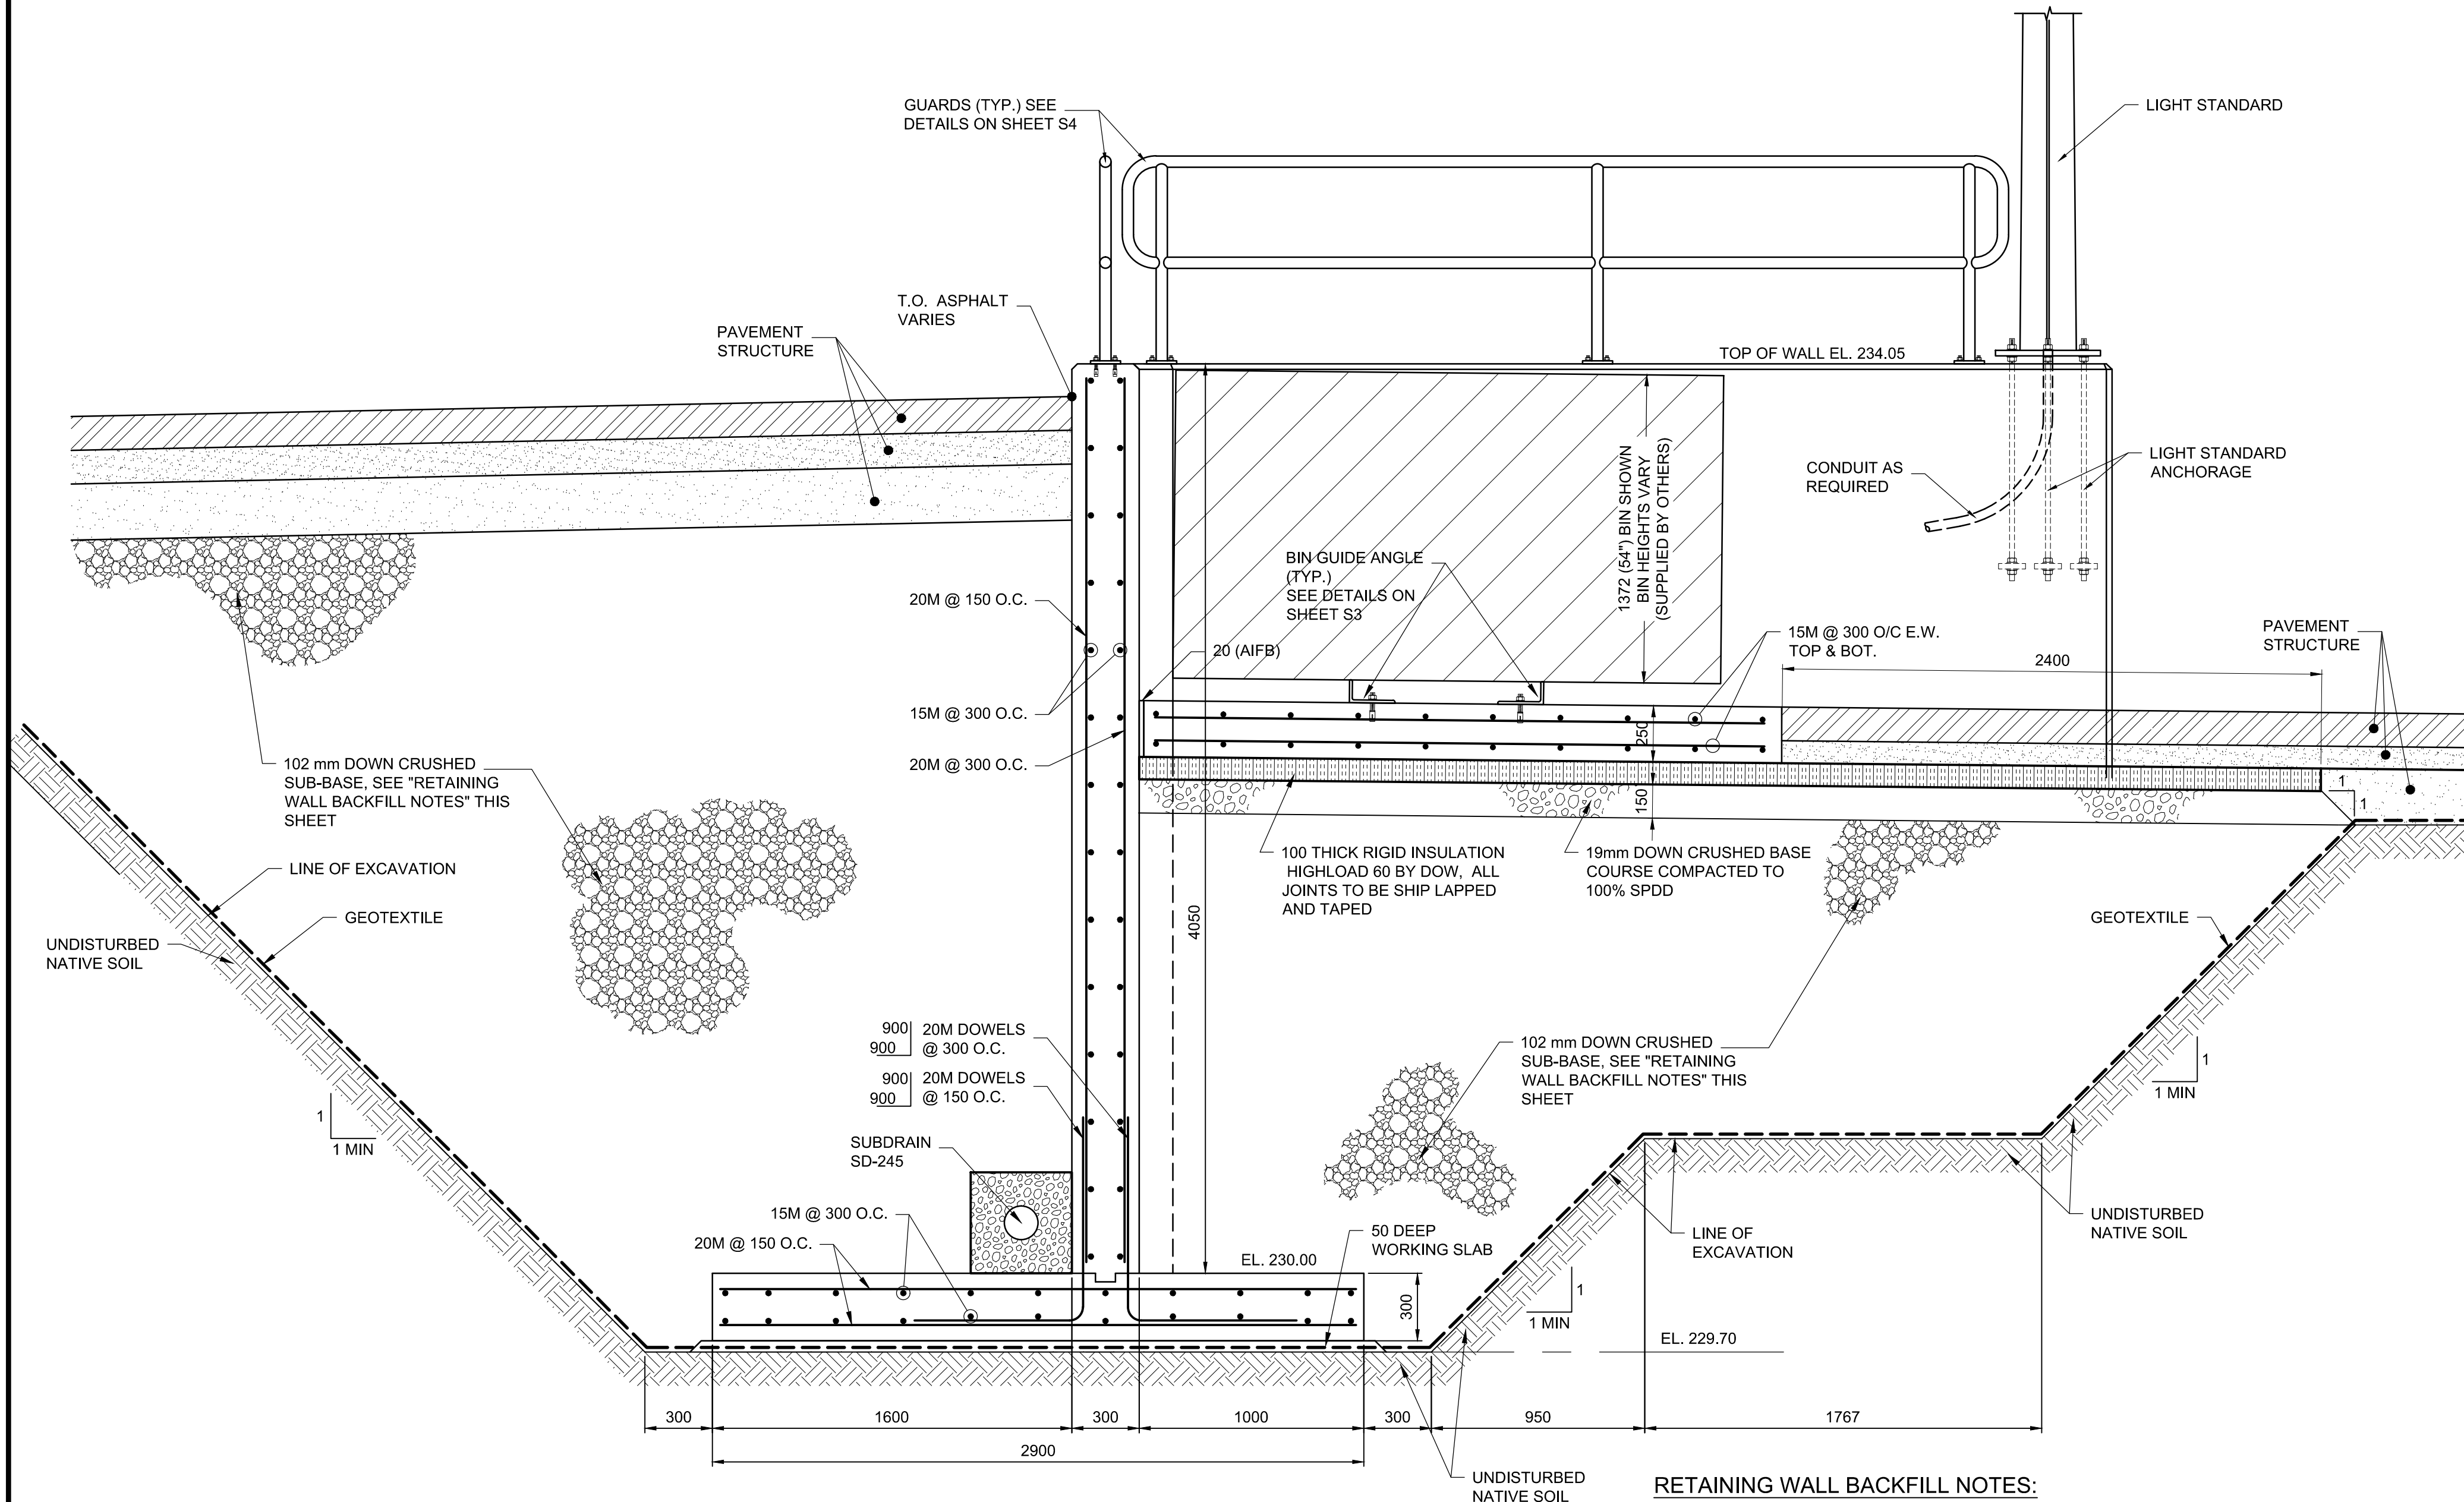 GUARDS (TYP.) SEE
DETAILS ON SHEET S4
LIGHT STANDARD
T.O. ASPHALT
VARIES
PAVEMENT
STRUCTURE
TOP OF WALL EL. 234.05
1372 (54") BIN SHOWN
BIN HEIGHTS VARY
(SUPPLIED BY OTHERS)
CONDUIT AS
REQUIRED
LIGHT STANDARD
ANCHORAGE
BIN GUIDE ANGLE
(TYP.)
SEE DETAILS ON
SHEET S3
20M @ 150 O.C.
20 (AIFB)
15M @ 300 O/C E.W.
TOP & BOT.
2400
PAVEMENT
STRUCTURE
15M @ 300 O.C.
20M @ 300 O.C.
250
150
1
1
102 mm DOWN CRUSHED
SUB-BASE, SEE "RETAINING
WALL BACKFILL NOTES" THIS
SHEET
100 THICK RIGID INSULATION
HIGHLOAD 60 BY DOW, ALL
JOINTS TO BE SHIP LAPPED
AND TAPED
19mm DOWN CRUSHED BASE
COURSE COMPACTED TO
100% SPDD
LINE OF EXCAVATION
GEOTEXTILE
UNDISTURBED
NATIVE SOIL
4050
GEOTEXTILE
900
900
20M DOWELS
@ 300 O.C.
900
900
20M DOWELS
@ 150 O.C.
102 mm DOWN CRUSHED
SUB-BASE, SEE "RETAINING
WALL BACKFILL NOTES" THIS
SHEET
1
1 MIN
1
1 MIN
SUBDRAIN
SD-245
15M @ 300 O.C.
20M @ 150 O.C.
50 DEEP
WORKING SLAB
EL. 230.00
LINE OF
EXCAVATION
UNDISTURBED
NATIVE SOIL
300
1
1 MIN
EL. 229.70
300
1600
300
1000
300
950
1767
2900
UNDISTURBED
NATIVE SOIL
RETAINING WALL BACKFILL NOTES: